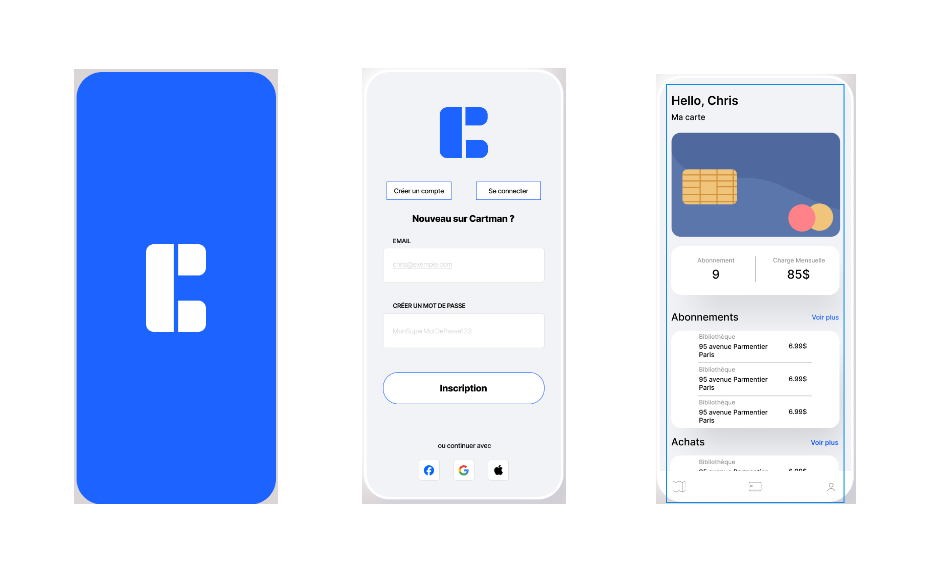 Créer un compte
Se connecter
Nouveau sur Cartman ?
EMAIL
chris@exemple.com
CRÉER UN MOT DE PASSE
MonSuperMotDePasse123
Inscription
ou continuer avec
Hello, Chris
Ma carte
Abonnement
Charge Mensuelle
9
85$
Abonnements
Voir plus
Bibliothèque
95 avenue Parmentier
Paris
6.99$
Bibliothèque
95 avenue Parmentier
Paris
6.99$
Bibliothèque
95 avenue Parmentier
Paris
6.99$
Achats
Voir plus
Bibliothèque